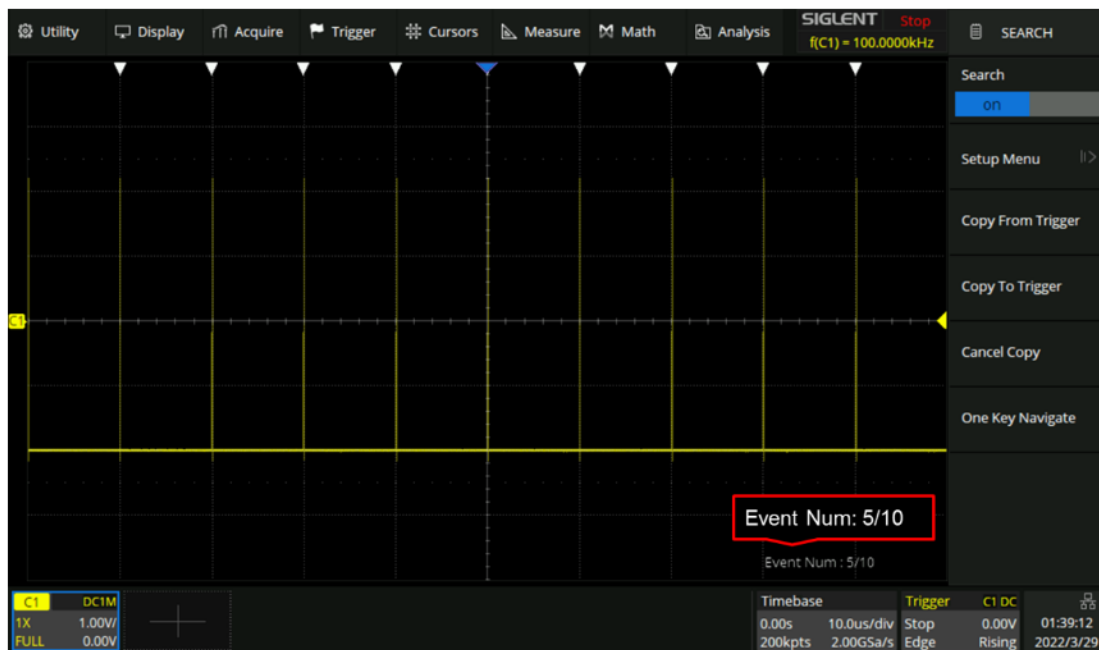 Utility Display Acquire Trigger Cursors Measure Math Analysis
SIGLENT Stop
f(C1) = 100.0000kHz
SEARCH
Search
on
Setup Menu
Copy From Trigger
Copy To Trigger
Cancel Copy
One Key Navigate
C1
Event Num: 5/10
Event Num : 5/10
C1 DC1M
1X 1.00V/
FULL 0.00V
Timebase
0.00s 10.0us/div
200kpts 2.00GSa/s
Trigger C1 DC
Stop 0.00V
Edge Rising
01:39:12
2022/3/29